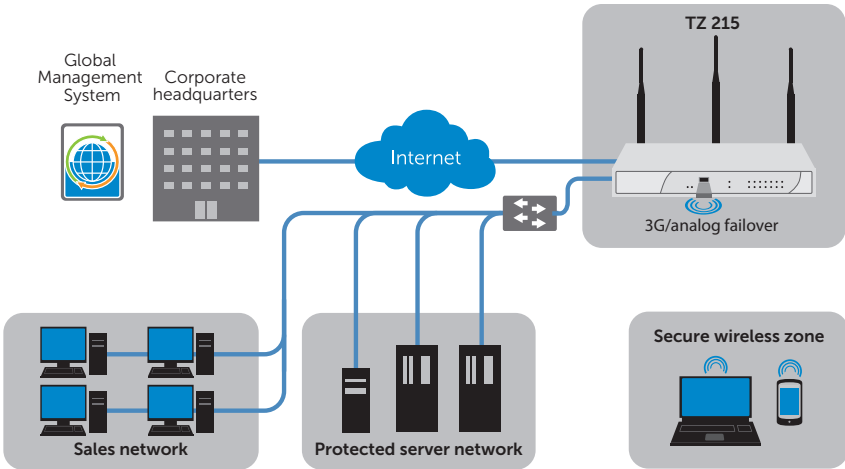 TZ 215
Global
Management
System
Corporate
headquarters
Internet
3G/analog failover
Secure wireless zone
Sales network
Protected server network